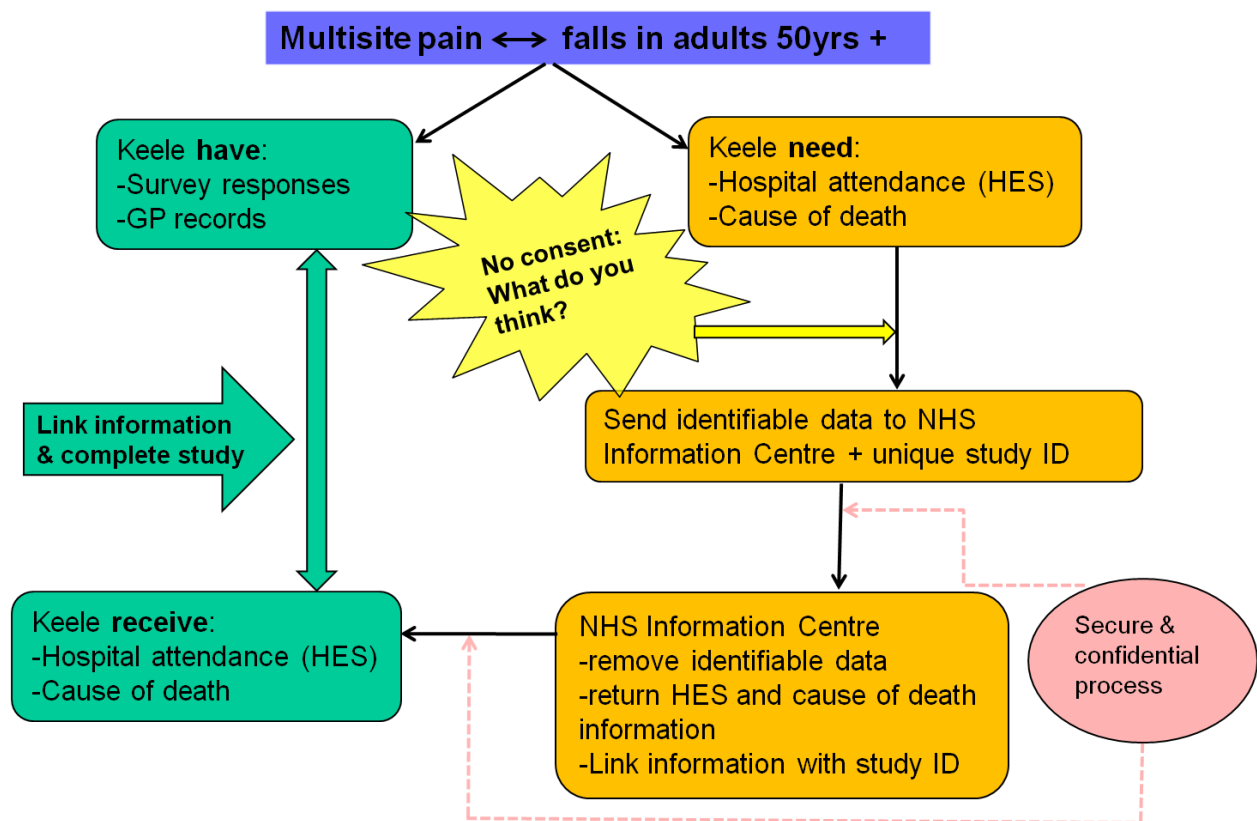 Multisite pain ↔ falls in adults 50yrs +
Keele have:
-Survey responses
-GP records
Keele need:
-Hospital attendance (HES)
-Cause of death
No consent:
What do you
think?
Send identifiable data to NHS
Information Centre + unique study ID
Link information
& complete study
Keele receive:
-Hospital attendance (HES)
-Cause of death
NHS Information Centre
-remove identifiable data
-return HES and cause of death
information
-Link information with study ID
Secure &
confidential
process